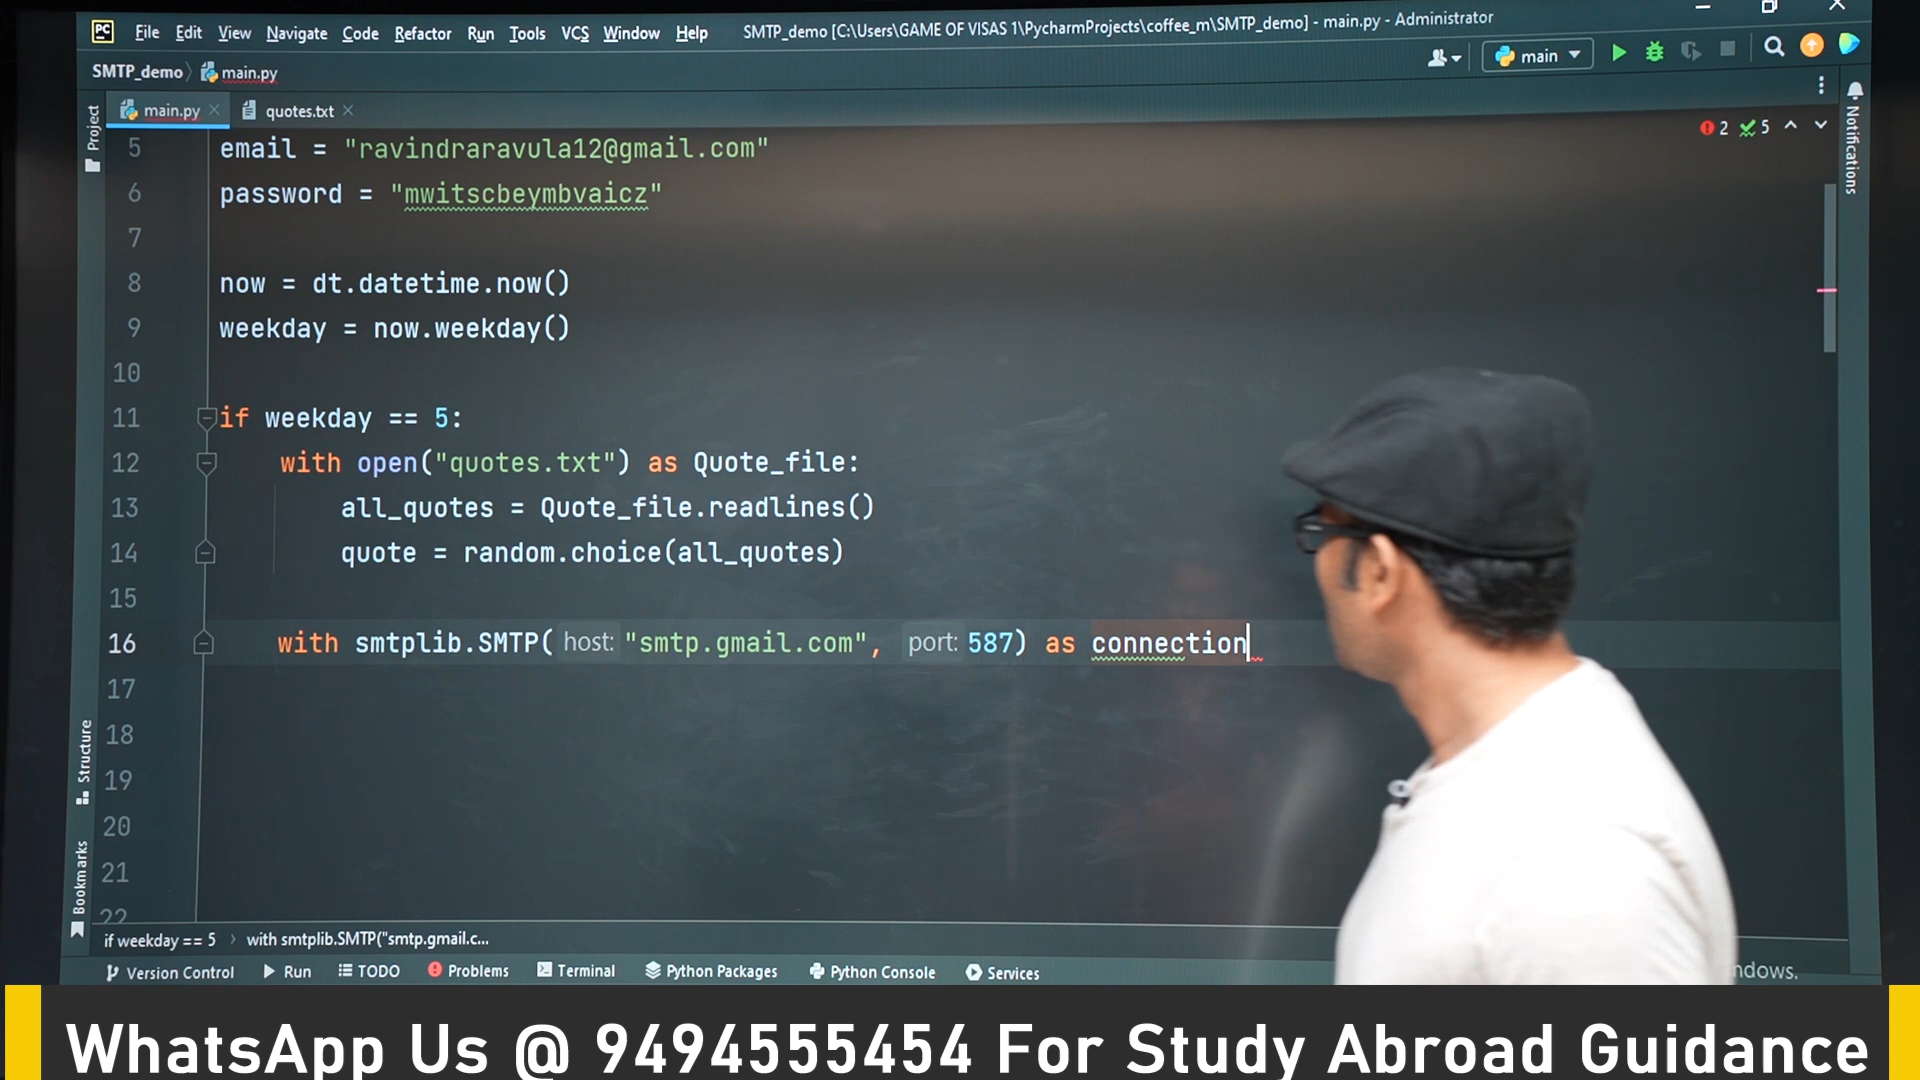 PC File Edit View Navigate Code Refactor Run Tools VCS Window Help SMTP_demo [C:\Users\GAME OF VISAS 1\PycharmProjects\coffee_m\SMTP_demo] - main.py - Administrator
SMTP_demo main.py main
main.py quotes.txt
Project
Notifications
2 5
5 email = "ravindraravula12@gmail.com"
6 password = "mwitscbeymbvaicz"
7
8 now = dt.datetime.now()
9 weekday = now.weekday()
10
11 if weekday == 5:
12 with open("quotes.txt") as Quote_file:
13 all_quotes = Quote_file.readlines()
14 quote = random.choice(all_quotes)
15
16 with smtplib.SMTP( host: "smtp.gmail.com", port: 587) as connection
17
18
19
20
21
22
Structure
Bookmarks
if weekday == 5 › with smtplib.SMTP("smtp.gmail.c...
Version Control Run TODO Problems Terminal Python Packages Python Console Services
ndows.
WhatsApp Us @ 9494555454 For Study Abroad Guidance